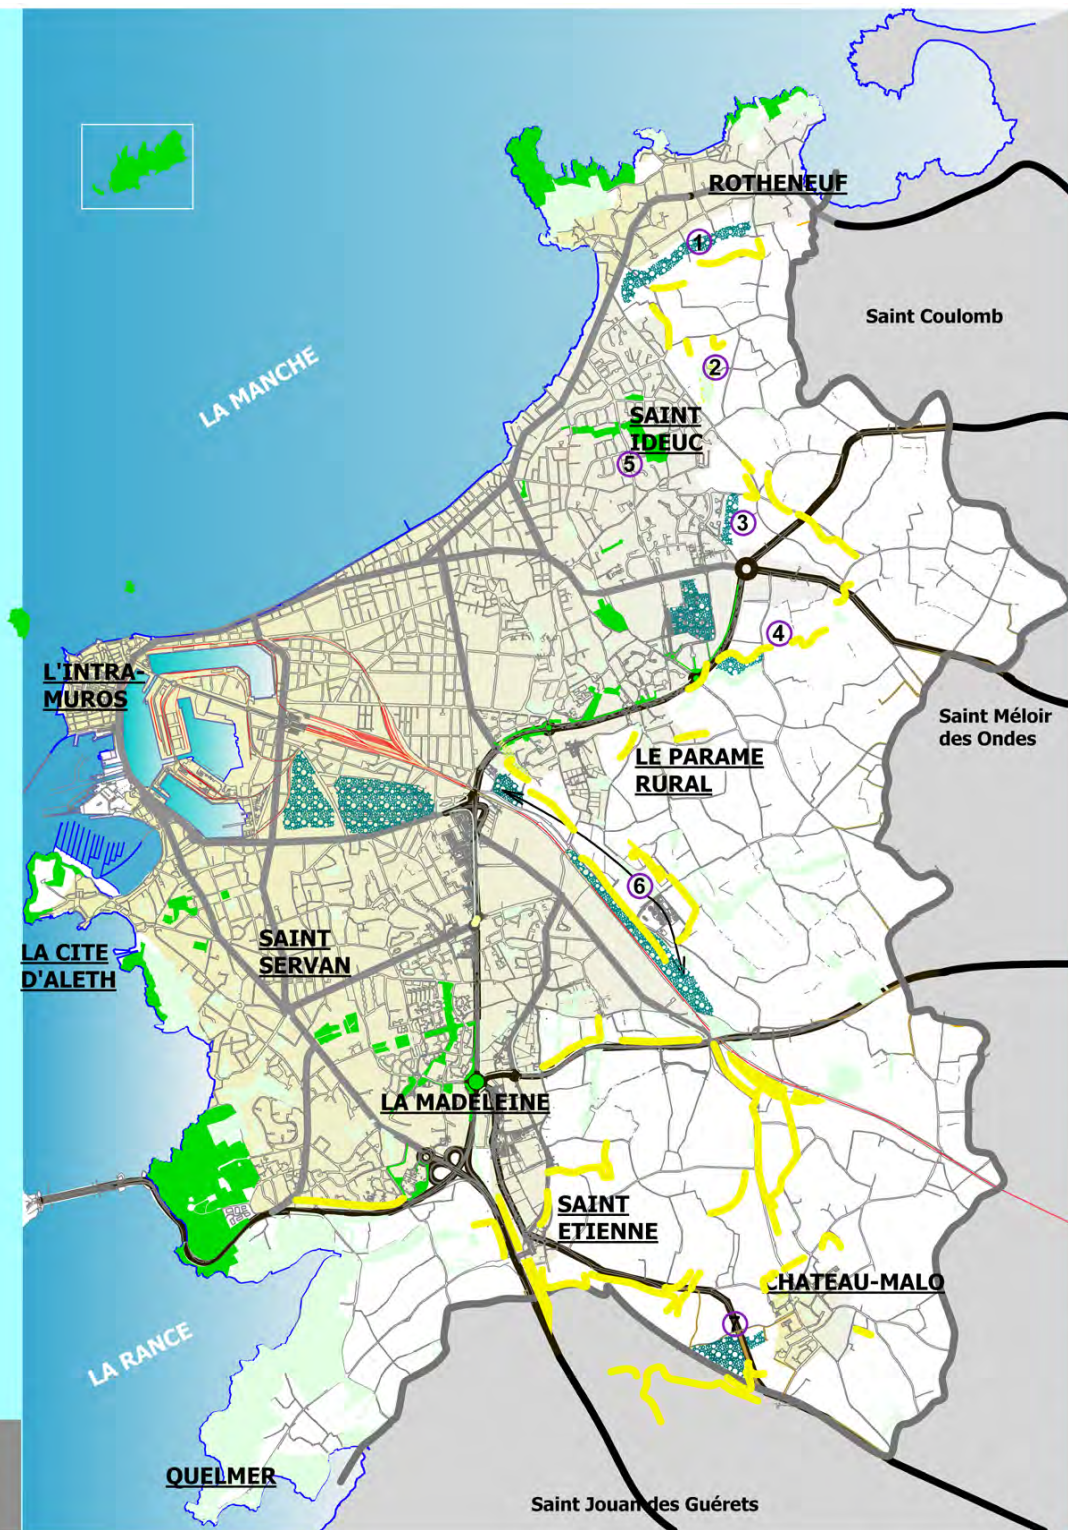 ROTHENEUF
1
Saint Coulomb
LA MANCHE
2
SAINT
IDEUC
5
3
4
L'INTRA-
MUROS
Saint Méloir
des Ondes
LE PARAME
RURAL
6
SAINT
SERVAN
LA CITE
D'ALETH
LA MADELEINE
SAINT
ETIENNE
CHATEAU-MALO
LA RANCE
QUELMER
Saint Jouan des Guérets